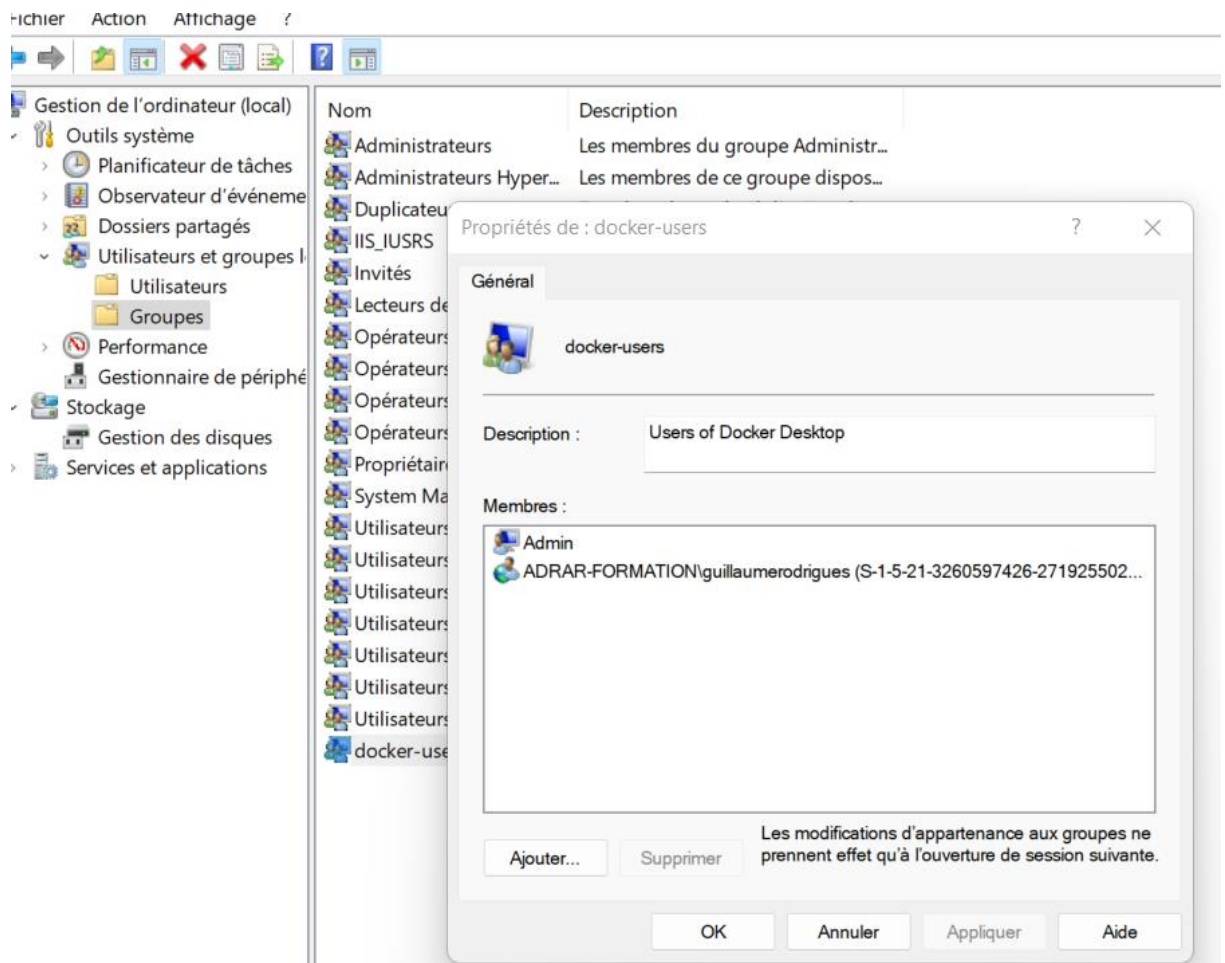 Fichier Action Affichage ?
Gestion de l'ordinateur (local)
Outils système
Planificateur de tâches
Observateur d'événeme
Dossiers partagés
Utilisateurs et groupes l
Utilisateurs
Groupes
Performance
Gestionnaire de périphé
Stockage
Gestion des disques
Services et applications
Nom Description
Administrateurs Les membres du groupe Administr...
Administrateurs Hyper... Les membres de ce groupe dispos...
Duplicateu
IIS_IUSRS
Invités
Lecteurs de
Opérateurs
Opérateurs
Opérateurs
Opérateurs
Propriétair
System Ma
Utilisateurs
Utilisateurs
Utilisateurs
Utilisateurs
Utilisateurs
Utilisateurs
Utilisateurs
docker-use
Propriétés de : docker-users ?
Général
docker-users
Description : Users of Docker Desktop
Membres :
Admin
ADRAR-FORMATION\guillaumerodrigues (S-1-5-21-3260597426-271925502...
Les modifications d'appartenance aux groupes ne
prennent effet qu'à l'ouverture de session suivante.
Ajouter... Supprimer
OK Annuler Appliquer Aide